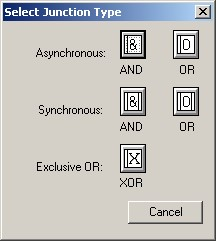 Select Junction Type
Asynchronous: & O
AND OR
Synchronous: & O
AND OR
Exclusive OR: X
XOR
Cancel